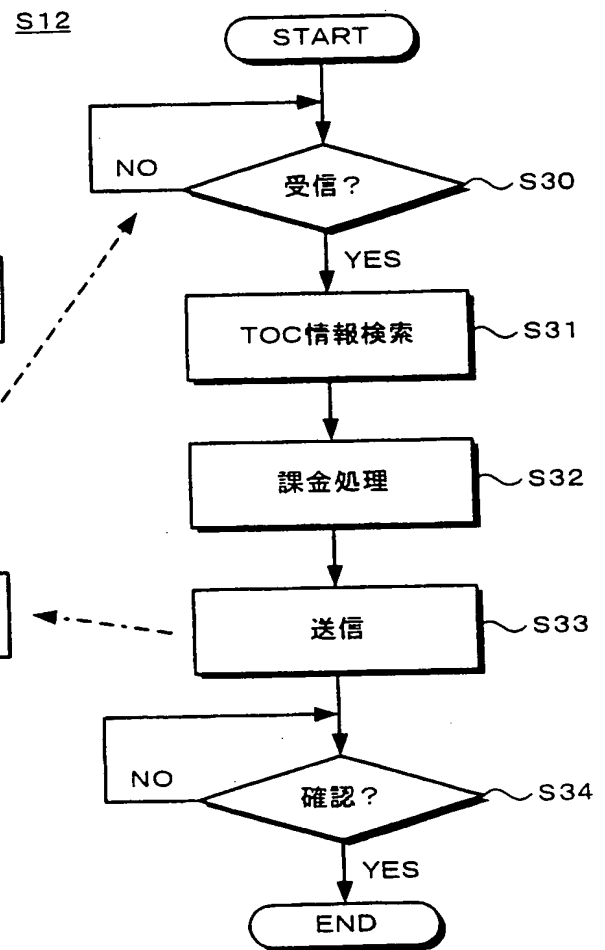 S12
START
NO
受信?
S30
YES
TOC情報検索
S31
課金処理
S32
送信
S33
NO
確認?
S34
YES
END